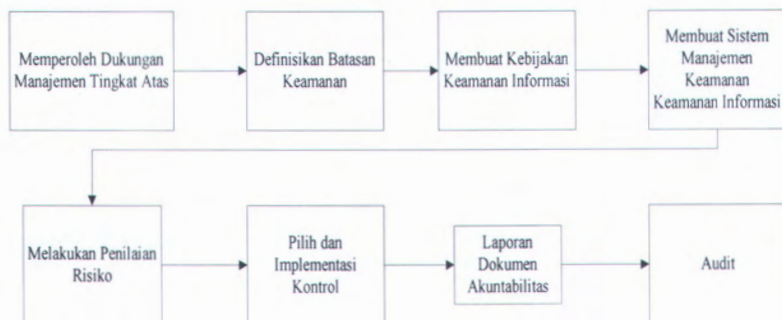 Memperoleh Dukungan
Manajemen Tingkat Atas
Definisikan Batasan
Keamanan
Membuat Kebijakan
Keamanan Informasi
Membuat Sistem
Manajemen
Keamanan
Keamanan Informasi
Melakukan Penilaian
Risiko
Pilih dan
Implementasi
Kontrol
Laporan
Dokumen
Akuntabilitas
Audit